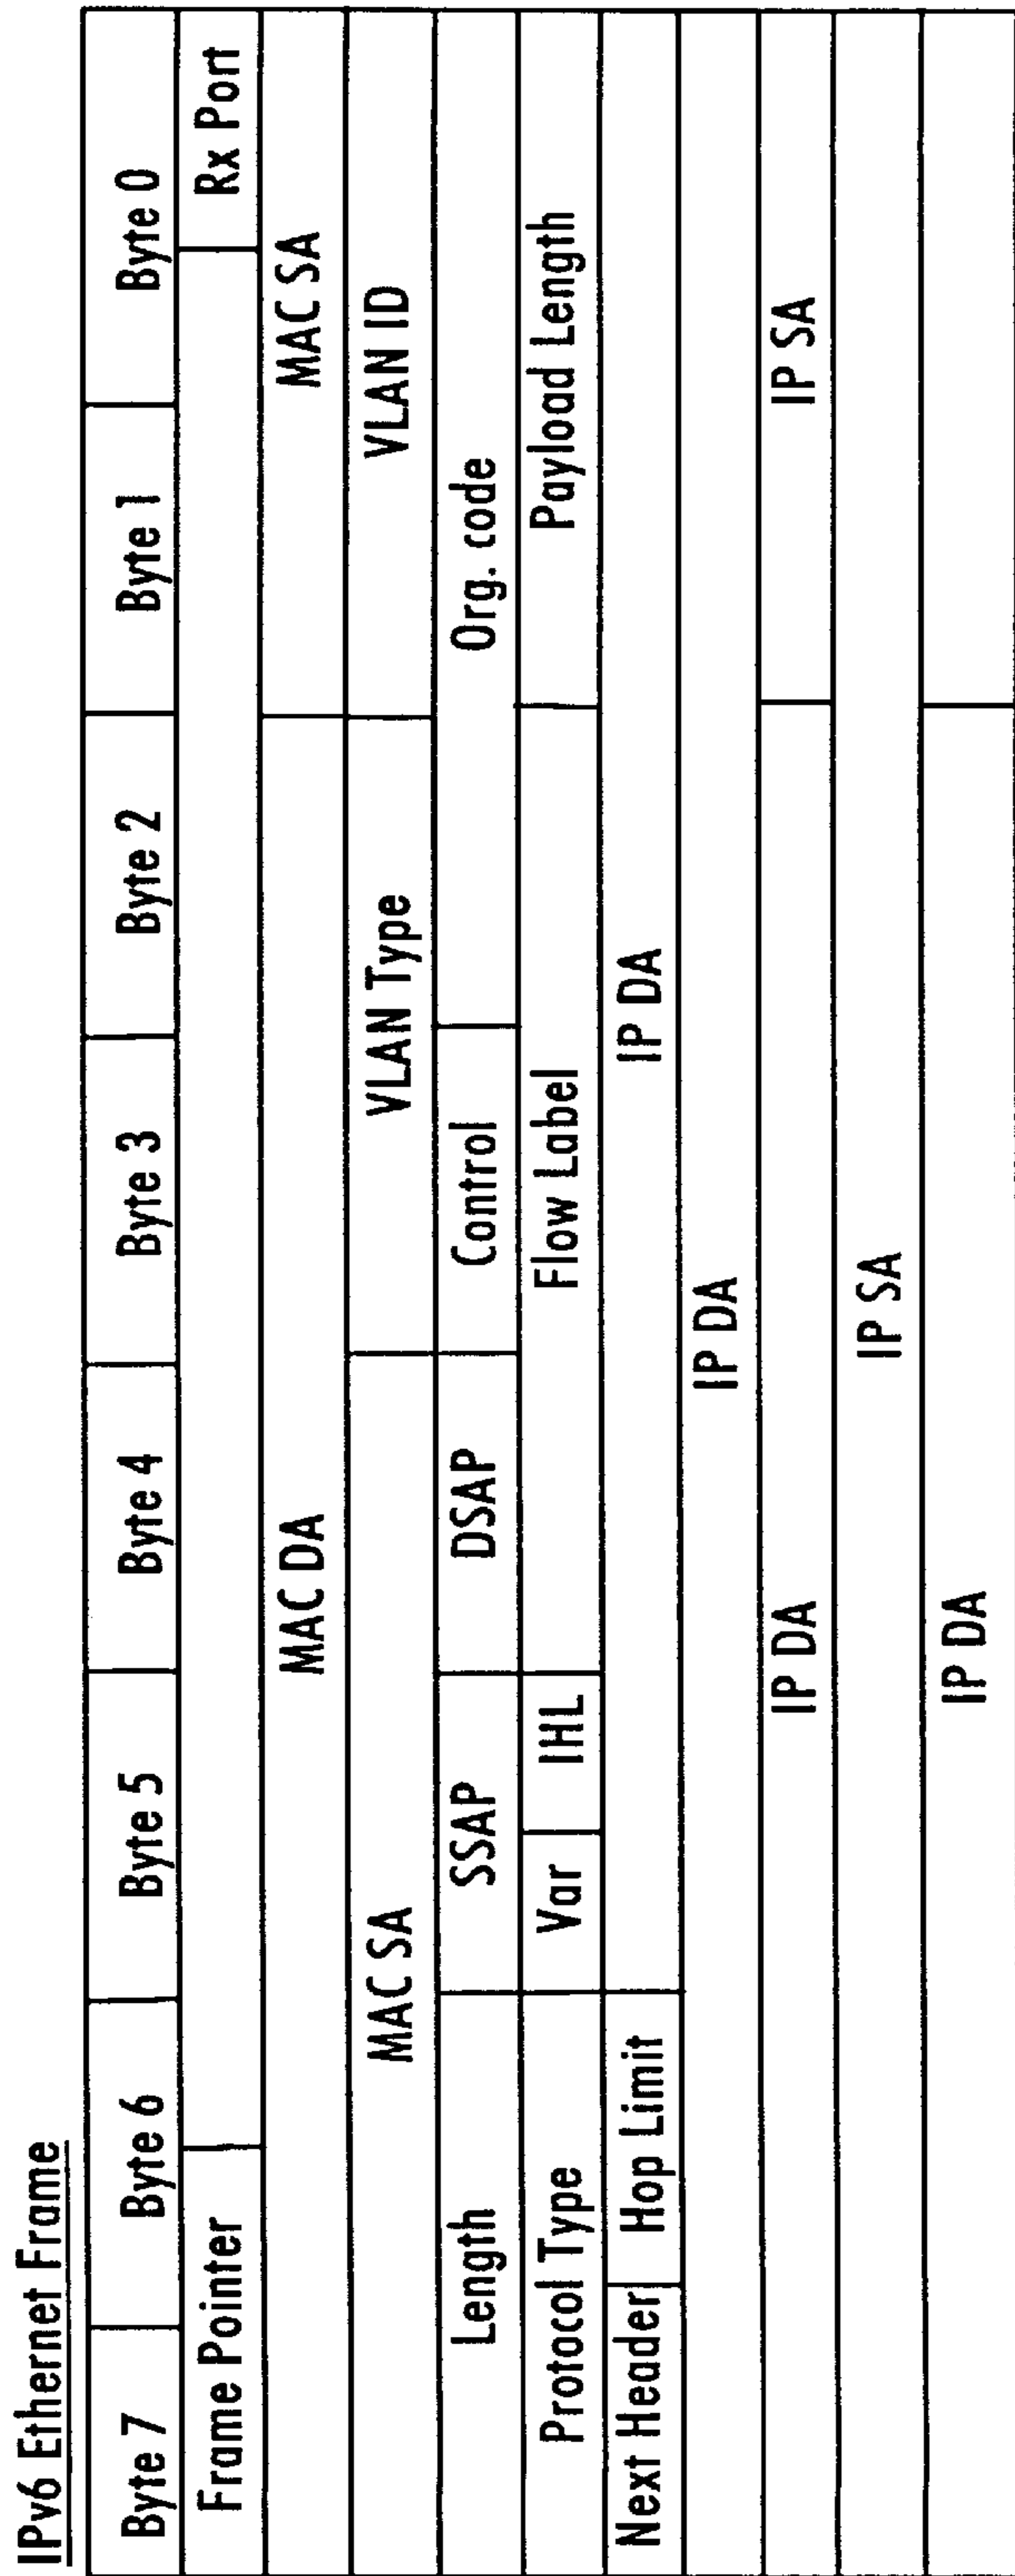 IPv6 Ethernet Frame
Byte 7 Byte 6 Byte 5 Byte 4 Byte 3 Byte 2 Byte 1 Byte 0
Frame Pointer Rx Port
MAC DA MAC SA
MAC SA VLAN Type VLAN ID
Length SSAP DSAP Control Org. code
Protocol Type Var IHL Flow Label Payload Length
Next Header Hop Limit IP DA
IP DA
IP DA IP SA
IP SA
IP DA